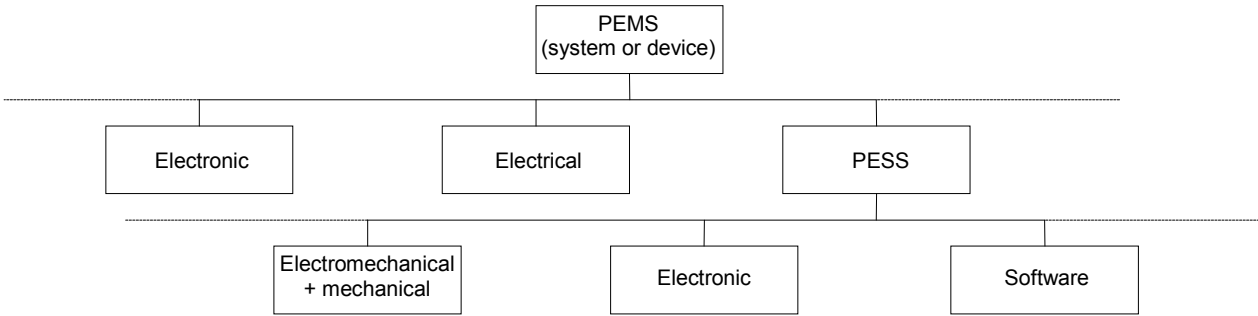 PEMS
(system or device)
Electronic
Electrical
PESS
Electromechanical
+ mechanical
Electronic
Software